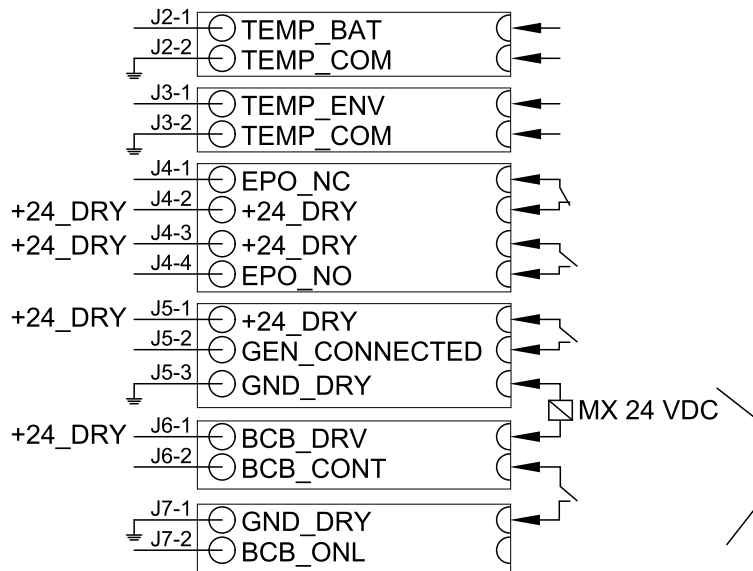 J2-1 TEMP_BAT
J2-2 TEMP_COM
J3-1 TEMP_ENV
J3-2 TEMP_COM
J4-1 EPO_NC
+24_DRY J4-2 +24_DRY
+24_DRY J4-3 +24_DRY
J4-4 EPO_NO
+24_DRY J5-1 +24_DRY
J5-2 GEN_CONNECTED
J5-3 GND_DRY
MX 24 VDC
+24_DRY J6-1 BCB_DRV
J6-2 BCB_CONT
J7-1 GND_DRY
J7-2 BCB_ONL